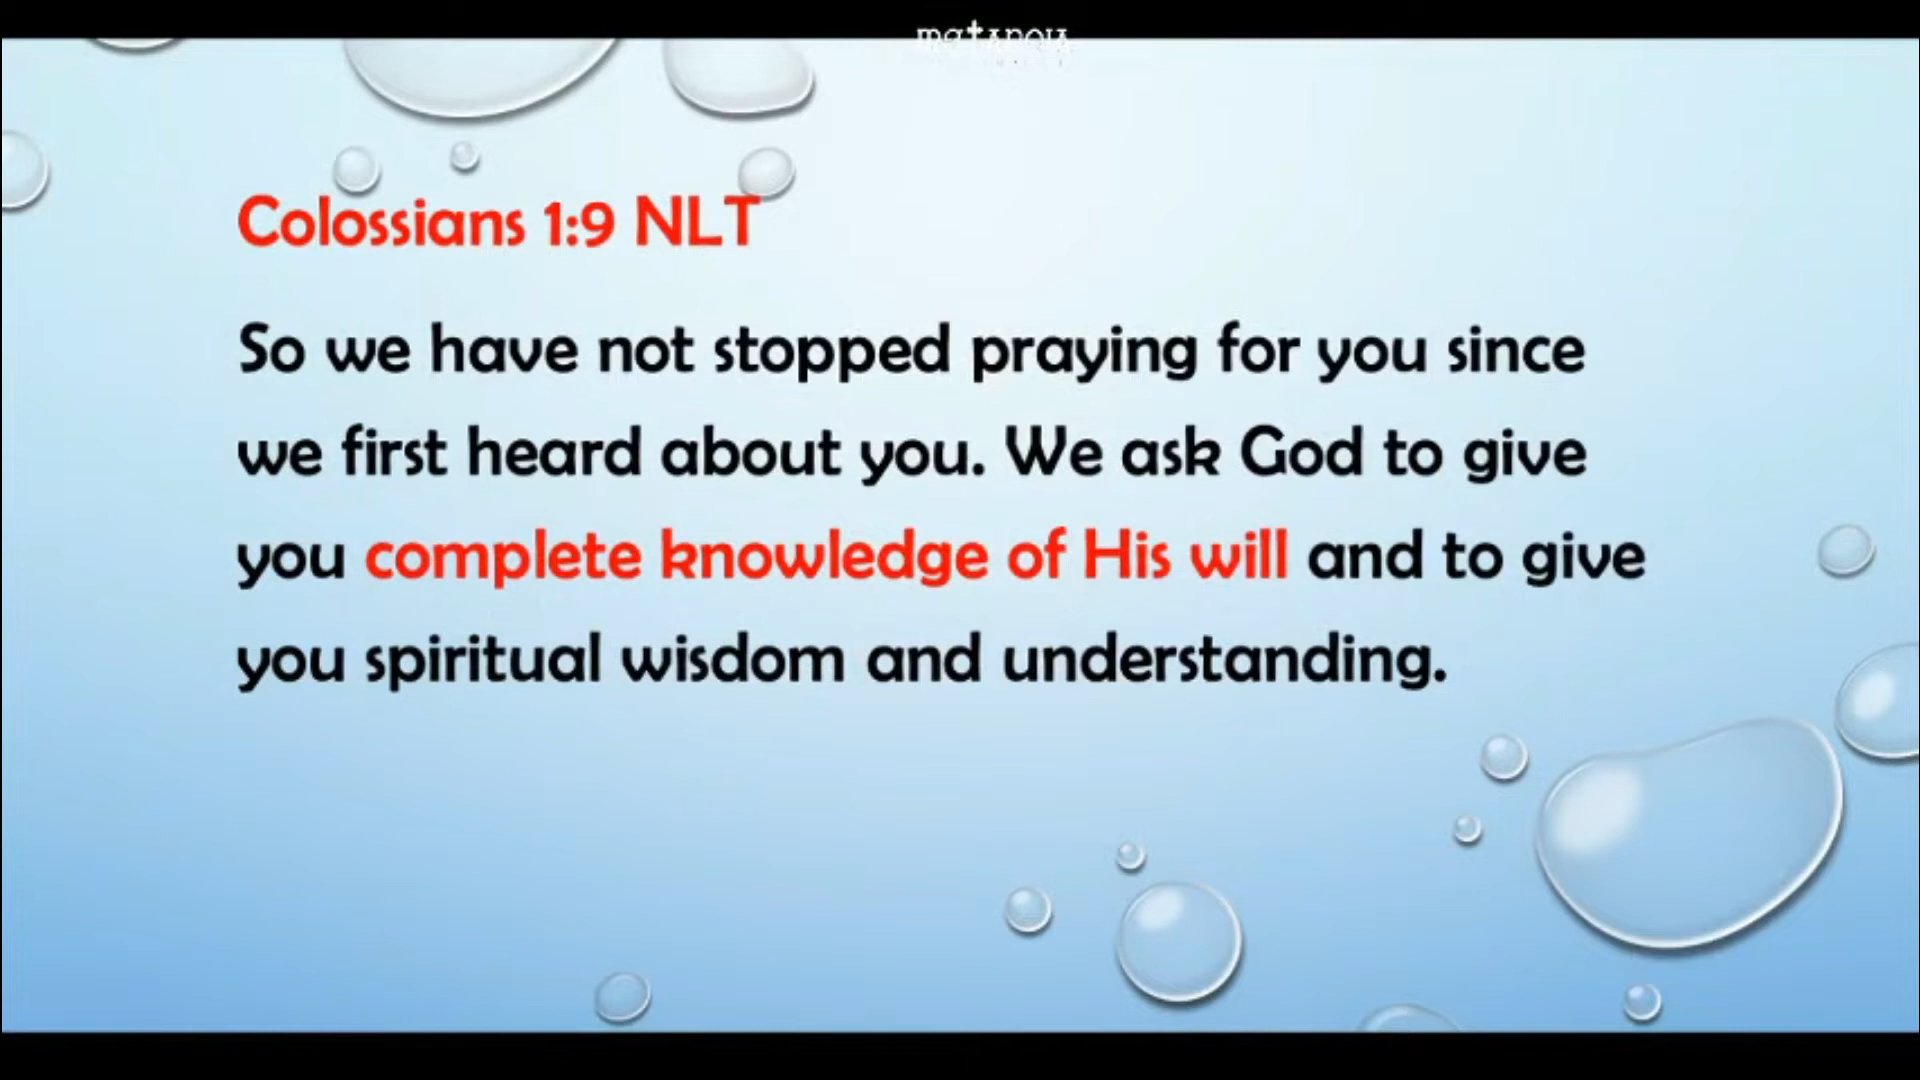 matanoia
Colossians 1:9 NLT
So we have not stopped praying for you since
we first heard about you. We ask God to give
you complete knowledge of His will and to give
you spiritual wisdom and understanding.